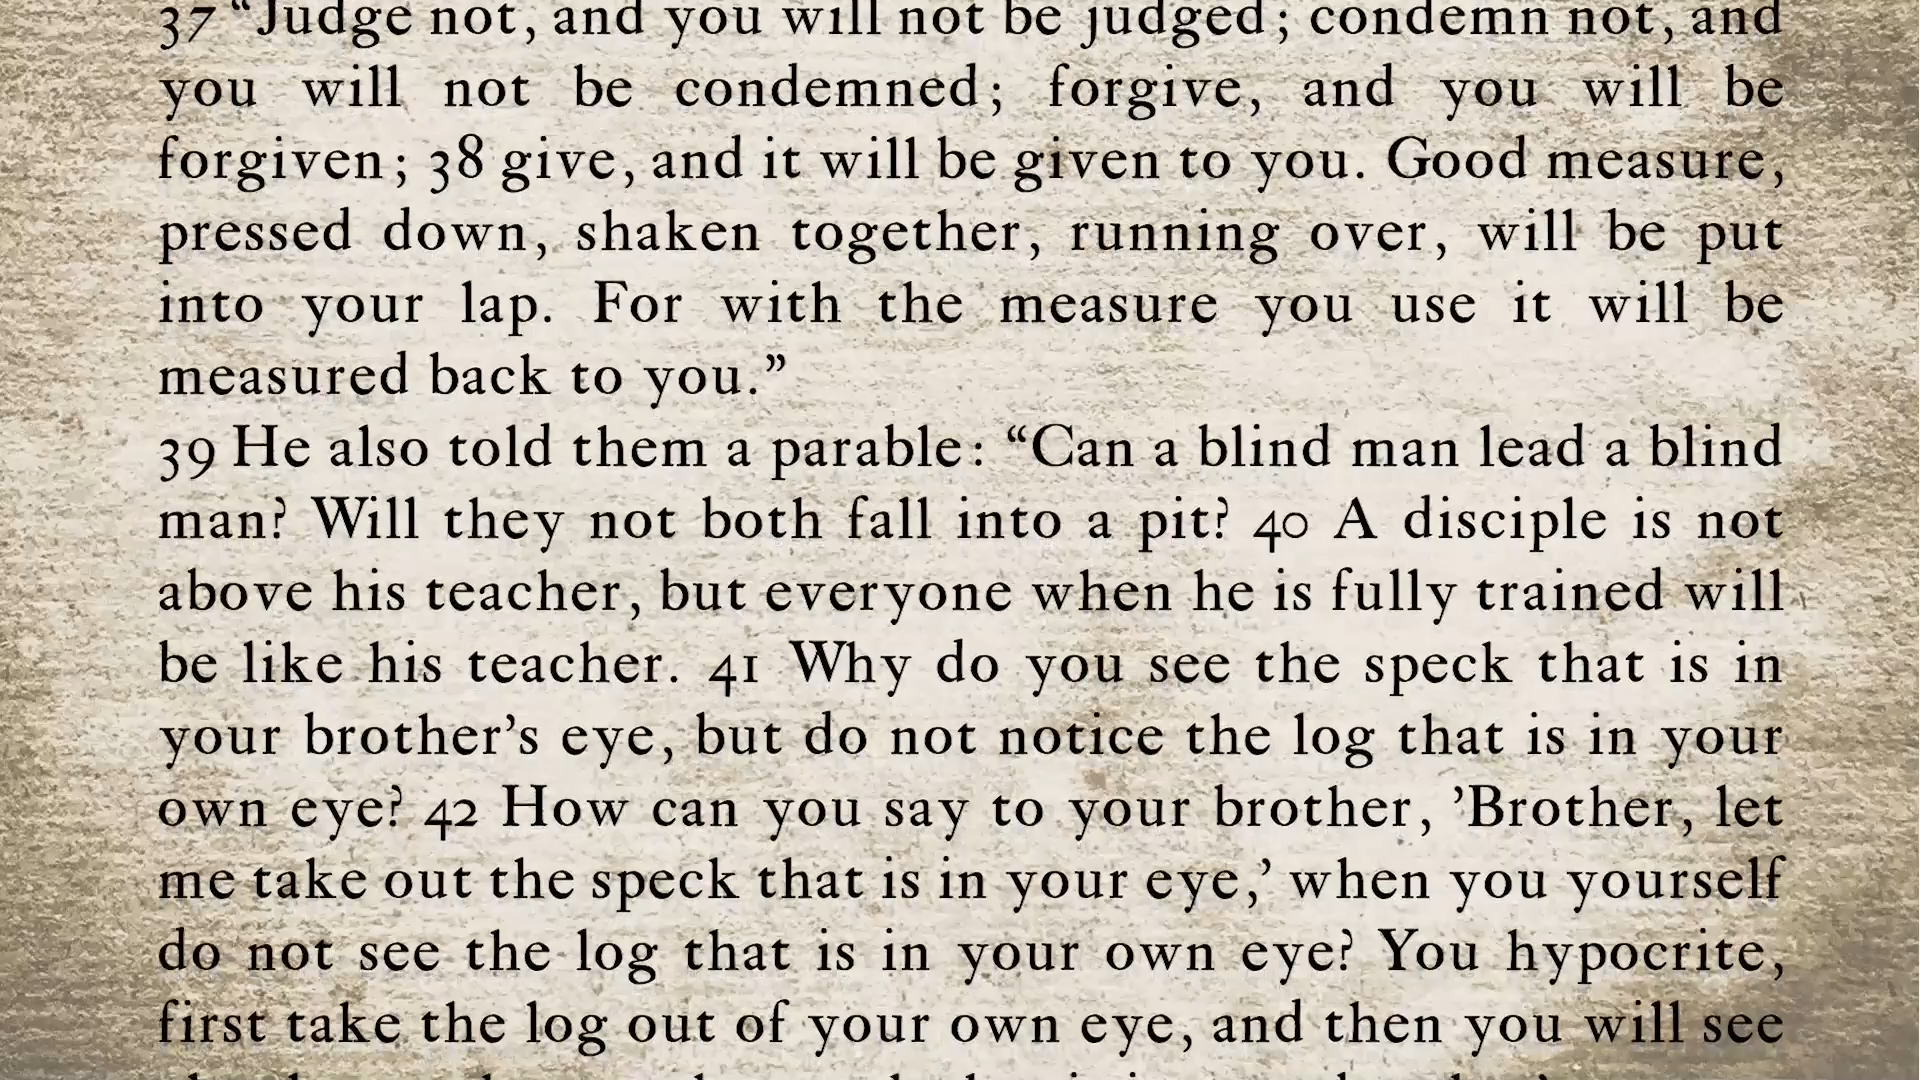 37 “Judge not, and you will not be judged; condemn not, and
you will not be condemned; forgive, and you will be
forgiven; 38 give, and it will be given to you. Good measure,
pressed down, shaken together, running over, will be put
into your lap. For with the measure you use it will be
measured back to you.”
39 He also told them a parable: “Can a blind man lead a blind
man? Will they not both fall into a pit? 40 A disciple is not
above his teacher, but everyone when he is fully trained will
be like his teacher. 41 Why do you see the speck that is in
your brother’s eye, but do not notice the log that is in your
own eye? 42 How can you say to your brother, ’Brother, let
me take out the speck that is in your eye,’ when you yourself
do not see the log that is in your own eye? You hypocrite,
first take the log out of your own eye, and then you will see